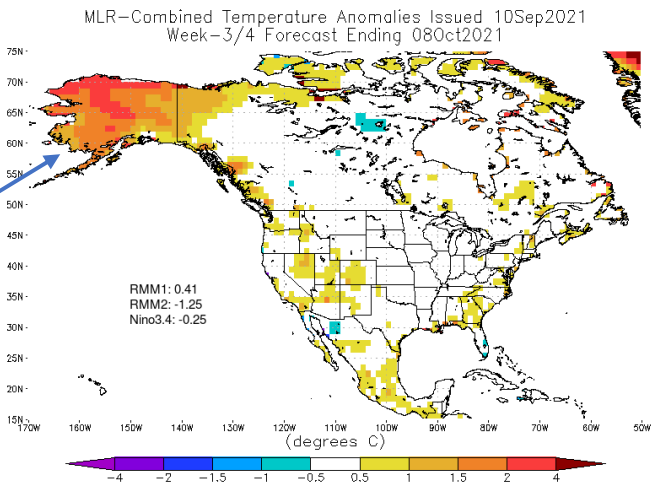 MLR-Combined Temperature Anomalies Issued 10Sep2021
Week-3/4 Forecast Ending 08Oct2021
75N
70N
65N
60N
55N
50N
45N
40N
35N
30N
25N
20N
15N
RMM1: 0.41
RMM2: -1.25
Nino3.4: -0.25
170W 160W 150W 140W 130W 120W 110W 100W 90W 80W 70W 60W 50W
(degrees C)
-4 -2 -1.5 -1 -0.5 0.5 1 1.5 2 4